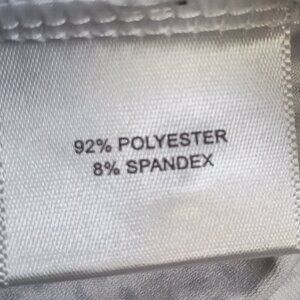 92% POLYESTER
8% SPANDEX